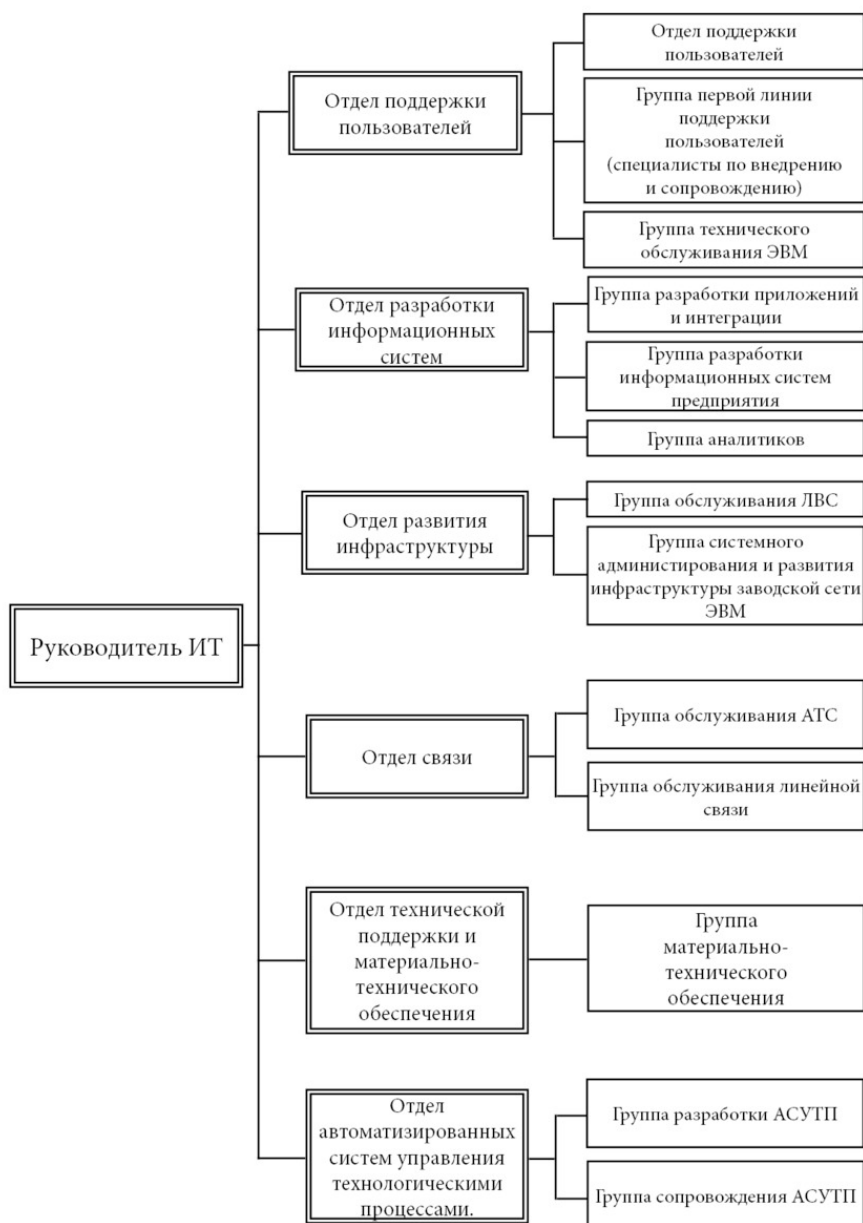 Руководитель ИТ
Отдел поддержки
пользователей
Отдел поддержки
пользователей
Группа первой линии
поддержки
пользователей
(специалисты по внедрению
и сопровождению)
Группа технического
обслуживания ЭВМ
Отдел разработки
информационных
систем
Группа разработки приложений
и интеграции
Группа разработки
информационных систем
предприятия
Группа аналитиков
Отдел развития
инфраструктуры
Группа обслуживания ЛВС
Группа системного
администирования и развития
инфраструктуры заводской сети
ЭВМ
Отдел связи
Группа обслуживания АТС
Группа обслуживания линейной
связи
Отдел технической
поддержки и
материально-
технического
обеспечения
Группа
материально-
технического
обеспечения
Отдел
автоматизированных
систем управления
технологическими
процессами.
Группа разработки АСУТП
Группа сопровождения АСУТП